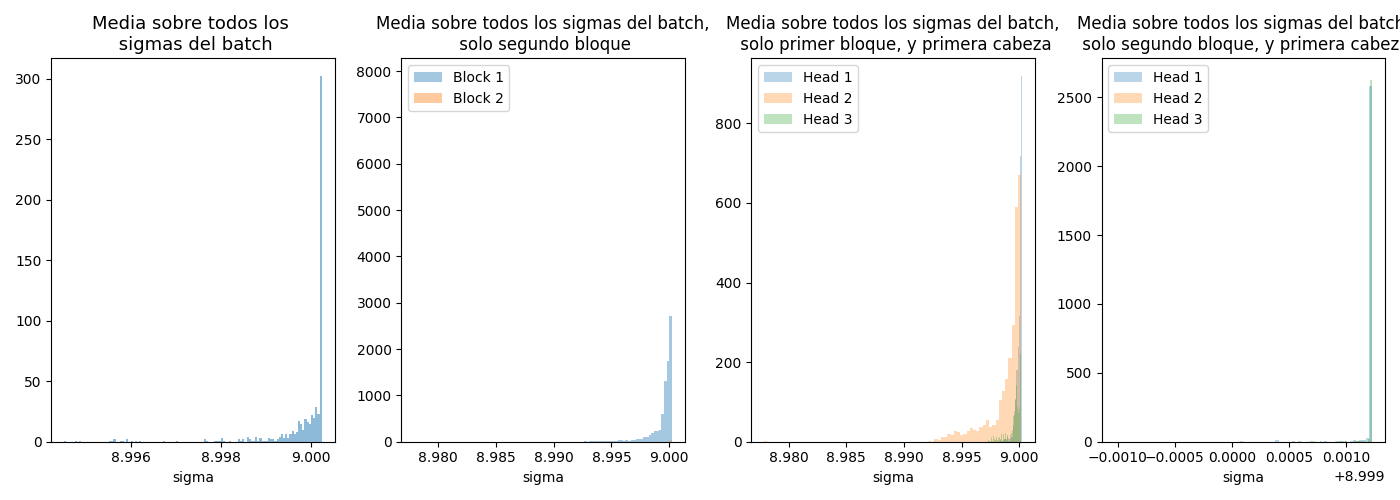 Media sobre todos los
sigmas del batch
300
250
200
150
100
50
0
8.996
8.998
9.000
sigma
Media sobre todos los sigmas del batch,
solo segundo bloque
Block 1
Block 2
8000
7000
6000
5000
4000
3000
2000
1000
0
8.980
8.985
8.990
8.995
9.000
sigma
Media sobre todos los sigmas del batch,
solo primer bloque, y primera cabeza
Head 1
Head 2
Head 3
800
600
400
200
0
8.980
8.985
8.990
8.995
9.000
sigma
Media sobre todos los sigmas del batch
solo segundo bloque, y primera cabez
Head 1
Head 2
Head 3
2500
2000
1500
1000
500
0
−0.0010
−0.0005
0.0000
0.0005
0.0010
+8.999
sigma